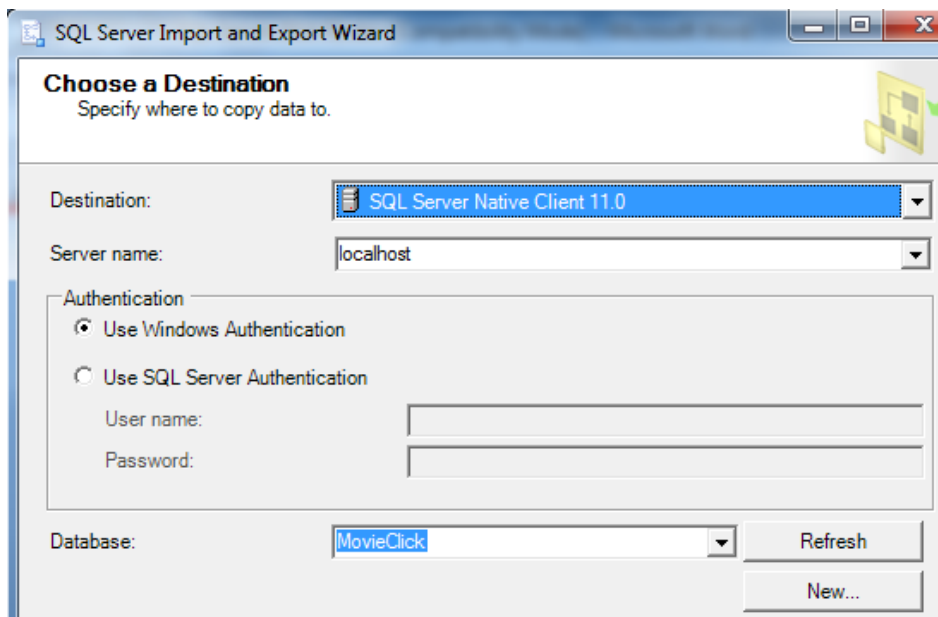 SQL Server Import and Export Wizard
Choose a Destination
Specify where to copy data to.
Destination:
SQL Server Native Client 11.0
Server name:
localhost
Authentication
Use Windows Authentication
Use SQL Server Authentication
User name:
Password:
Database:
MovieClick
Refresh
New...